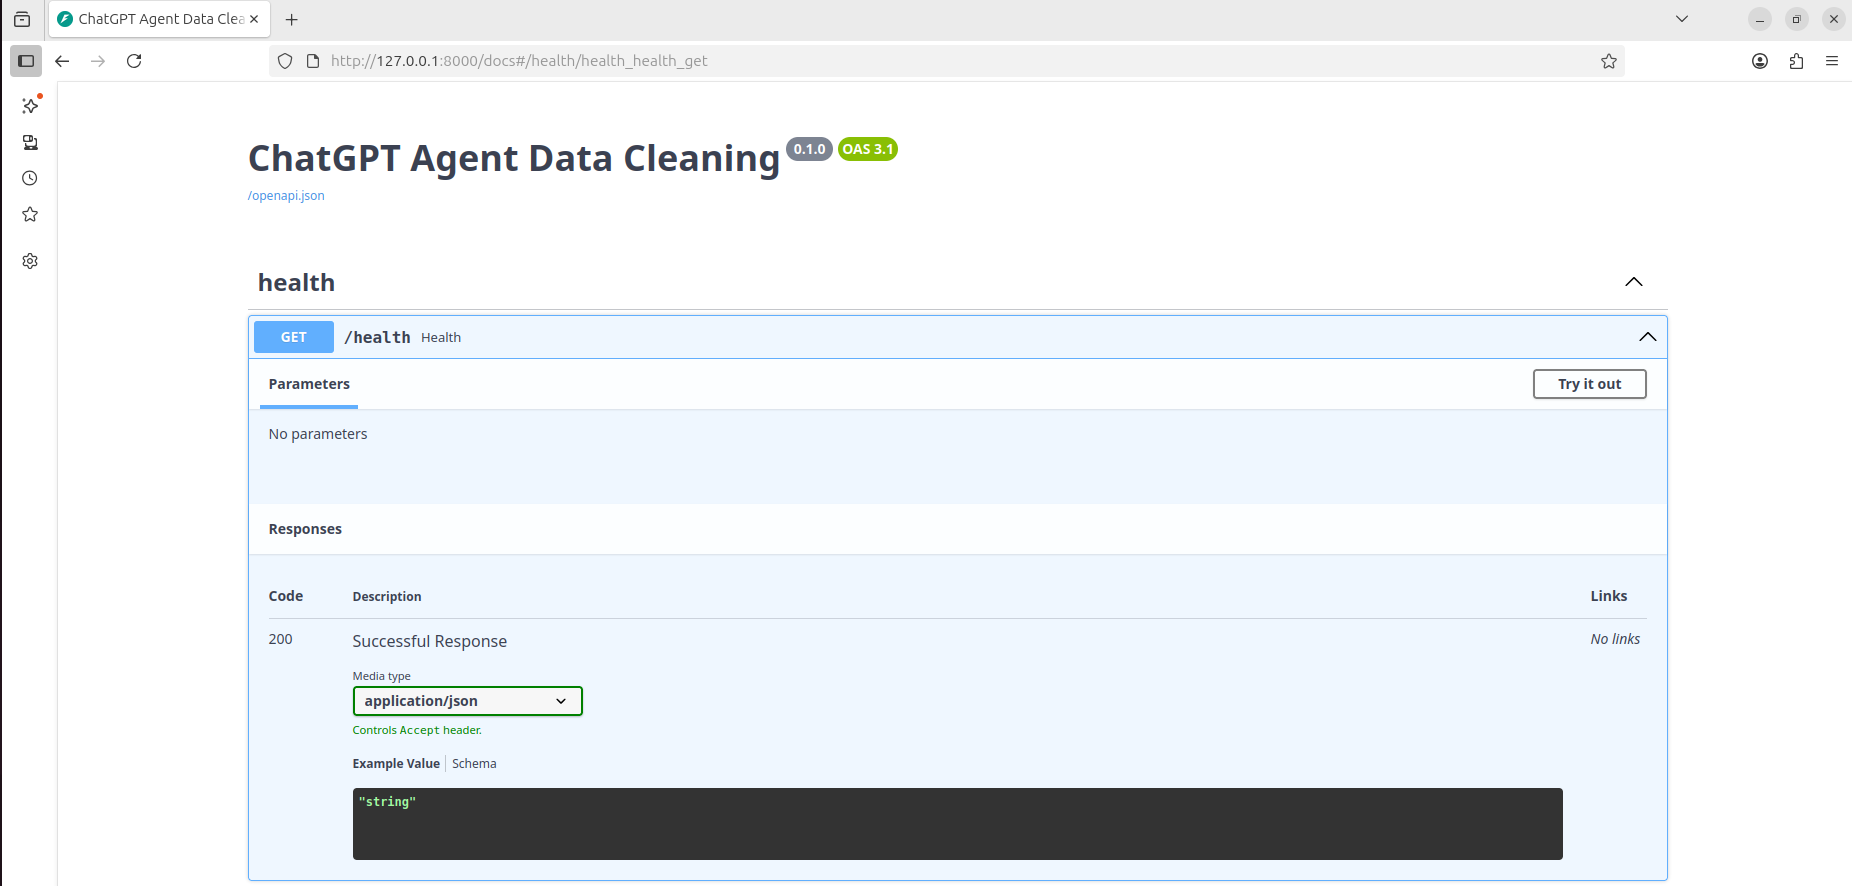 ChatGPT Agent Data Clea
http://127.0.0.1:8000/docs#/health/health_health_get
ChatGPT Agent Data Cleaning 0.1.0 OAS 3.1
/openapi.json
health
GET /health Health
Parameters Try it out
No parameters
Responses
Code Description Links
200 Successful Response No links
Media type
application/json
Controls Accept header.
Example Value Schema
"string"